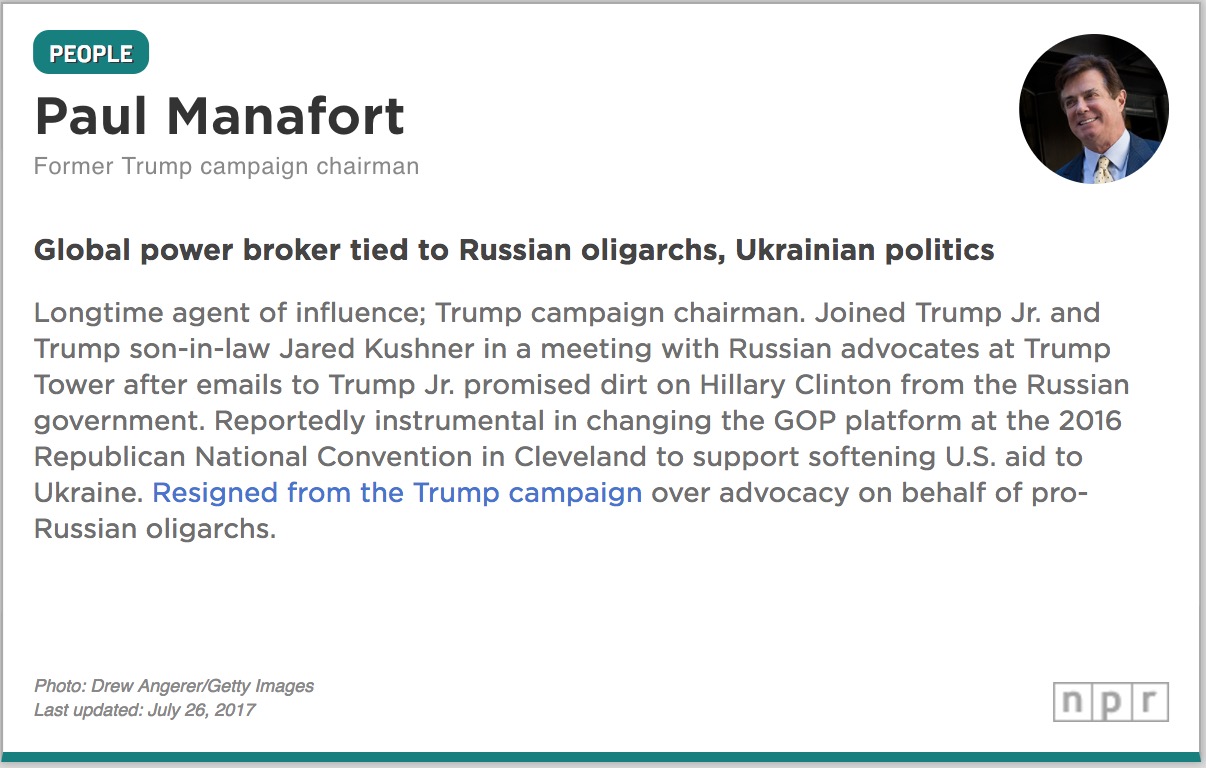 PEOPLE
Paul Manafort
Former Trump campaign chairman
Global power broker tied to Russian oligarchs, Ukrainian politics
Longtime agent of influence; Trump campaign chairman. Joined Trump Jr. and
Trump son-in-law Jared Kushner in a meeting with Russian advocates at Trump
Tower after emails to Trump Jr. promised dirt on Hillary Clinton from the Russian
government. Reportedly instrumental in changing the GOP platform at the 2016
Republican National Convention in Cleveland to support softening U.S. aid to
Ukraine. Resigned from the Trump campaign over advocacy on behalf of pro-
Russian oligarchs.
Photo: Drew Angerer/Getty Images
Last updated: July 26, 2017
npr